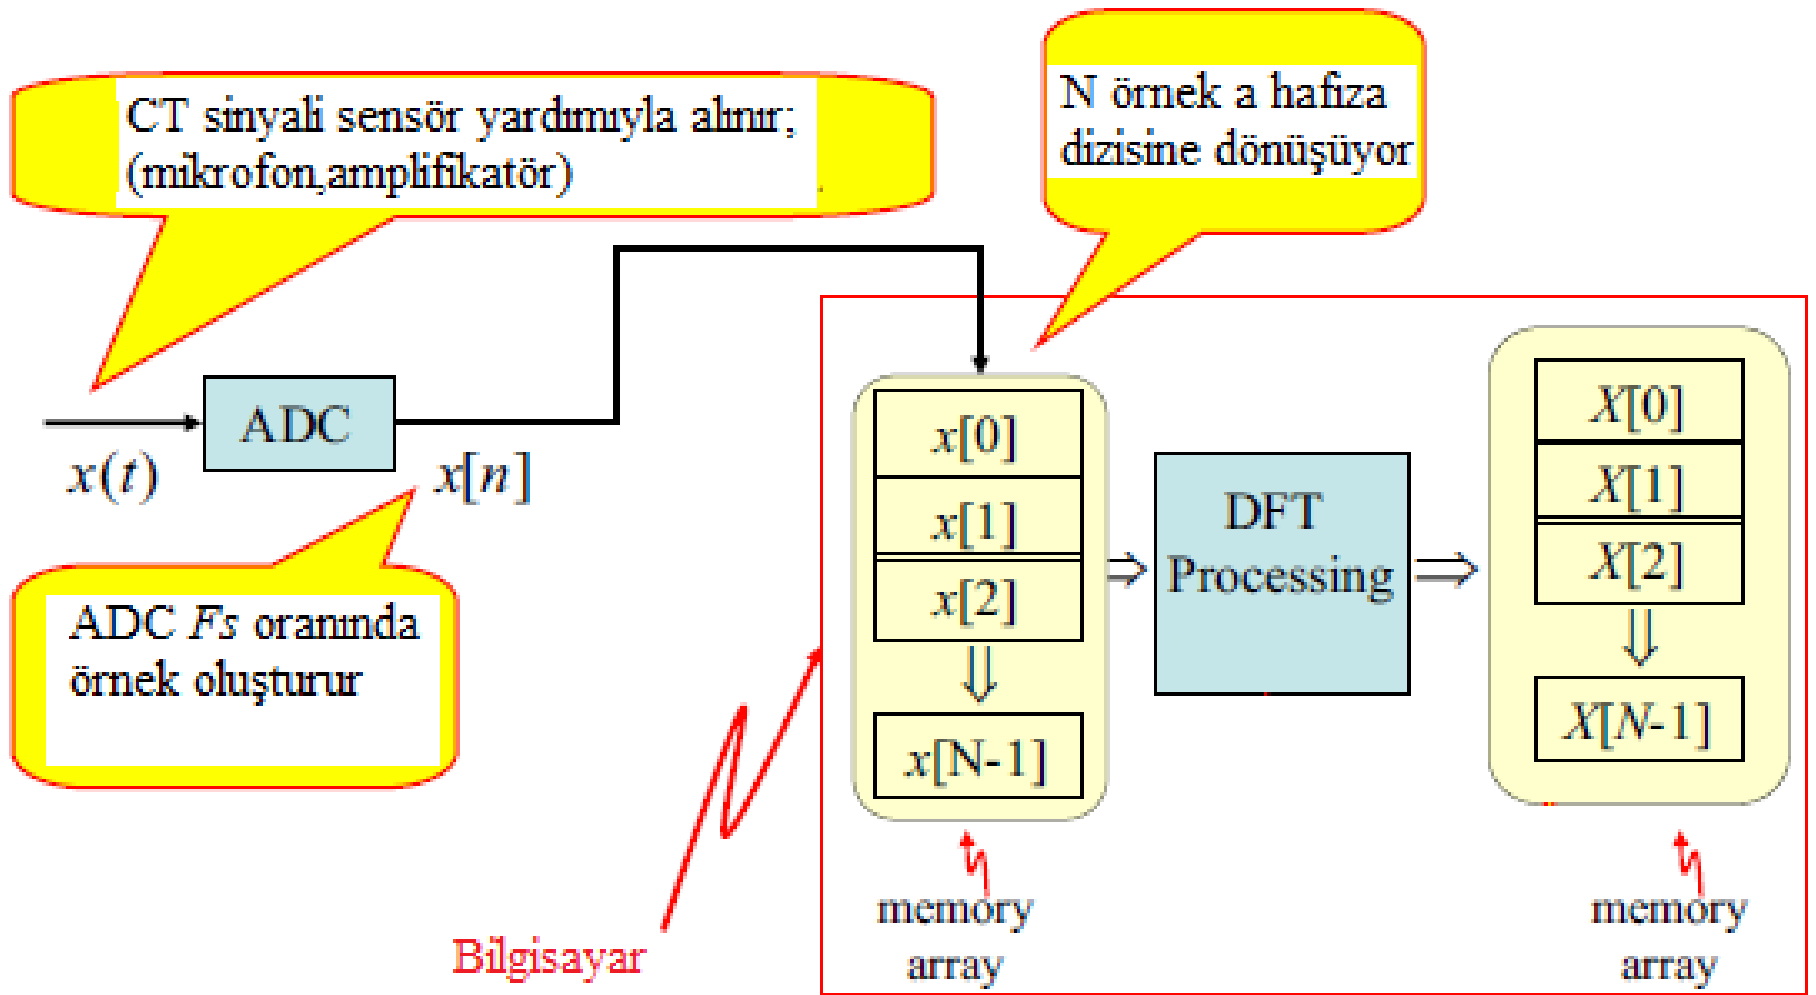 CT sinyali sensör yardımıyla alınır;
(mikrofon,amplifikatör)
N örnek a hafıza
dizisine dönüşüyor
ADC
x(t)
x[n]
ADC Fs oranında
örnek oluşturur
x[0]
x[1]
x[2]
x[N-1]
DFT
Processing
X[0]
X[1]
X[2]
X[N-1]
memory
array
memory
array
Bilgisayar